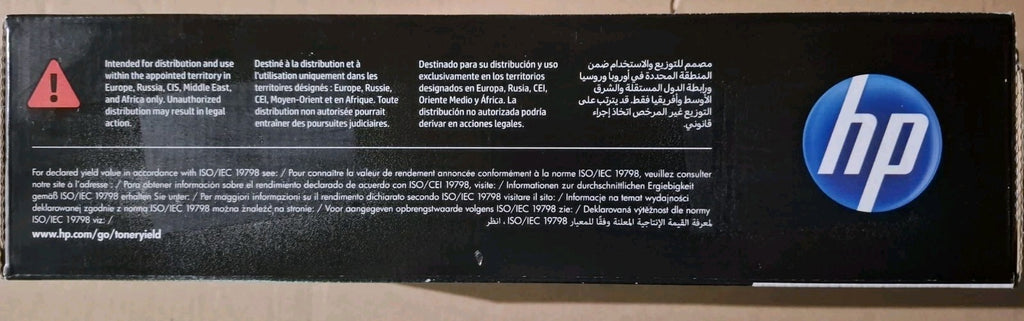 Intended for distribution and use
within the appointed territory in
Europe, Russia, CIS, Middle East,
and Africa only. Unauthorized
distribution may result in legal
action.
Destiné à la distribution et à
l'utilisation uniquement dans les
territoires désignés : Europe, Russie,
CEI, Moyen-Orient et en Afrique. Toute
distribution non autorisée pourrait
entraîner des poursuites judiciaires.
Destinado para su distribución y uso
exclusivamente en los territorios
designados en Europa, Rusia, CEI,
Oriente Medio y África. La
distribución no autorizada podría
derivar en acciones legales.
مصمم للتوزيع والاستخدام ضمن
المنطقة المحددة في أوروبا وروسيا
ورابطة الدول المستقلة والشرق
الأوسط وأفريقيا فقط. قد يترتب على
التوزيع غير المرخص اتخاذ إجراء
قانوني.
hp
For declared yield value in accordance with ISO/IEC 19798 see: / Pour connaître la valeur de rendement annoncée conformément à la norme ISO/IEC 19798, veuillez consulter
notre site à l'adresse : / Para obtener información sobre el rendimiento declarado de acuerdo con ISO/CEI 19798, visite: / Informationen zur durchschnittlichen Ergiebigkeit
gemäß ISO/IEC 19798 erhalten Sie unter: / Per maggiori informazioni su il rendimento dichiarato secondo ISO/IEC 19798 visitare il sito: / Informacje na temat wydajności
deklarowanej zgodnie z normą ISO/IEC 19798 można znaleźć na stronie: / Voor aangegeven opbrengstwaarde volgens ISO/IEC 19798 zie: / Deklarovaná výtěžnost dle normy
ISO/IEC 19798 viz: / لمعرفة القيمة الإنتاجية المعلنة وفقًا للمعيار ISO/IEC 19798، انظر
www.hp.com/go/toneryield